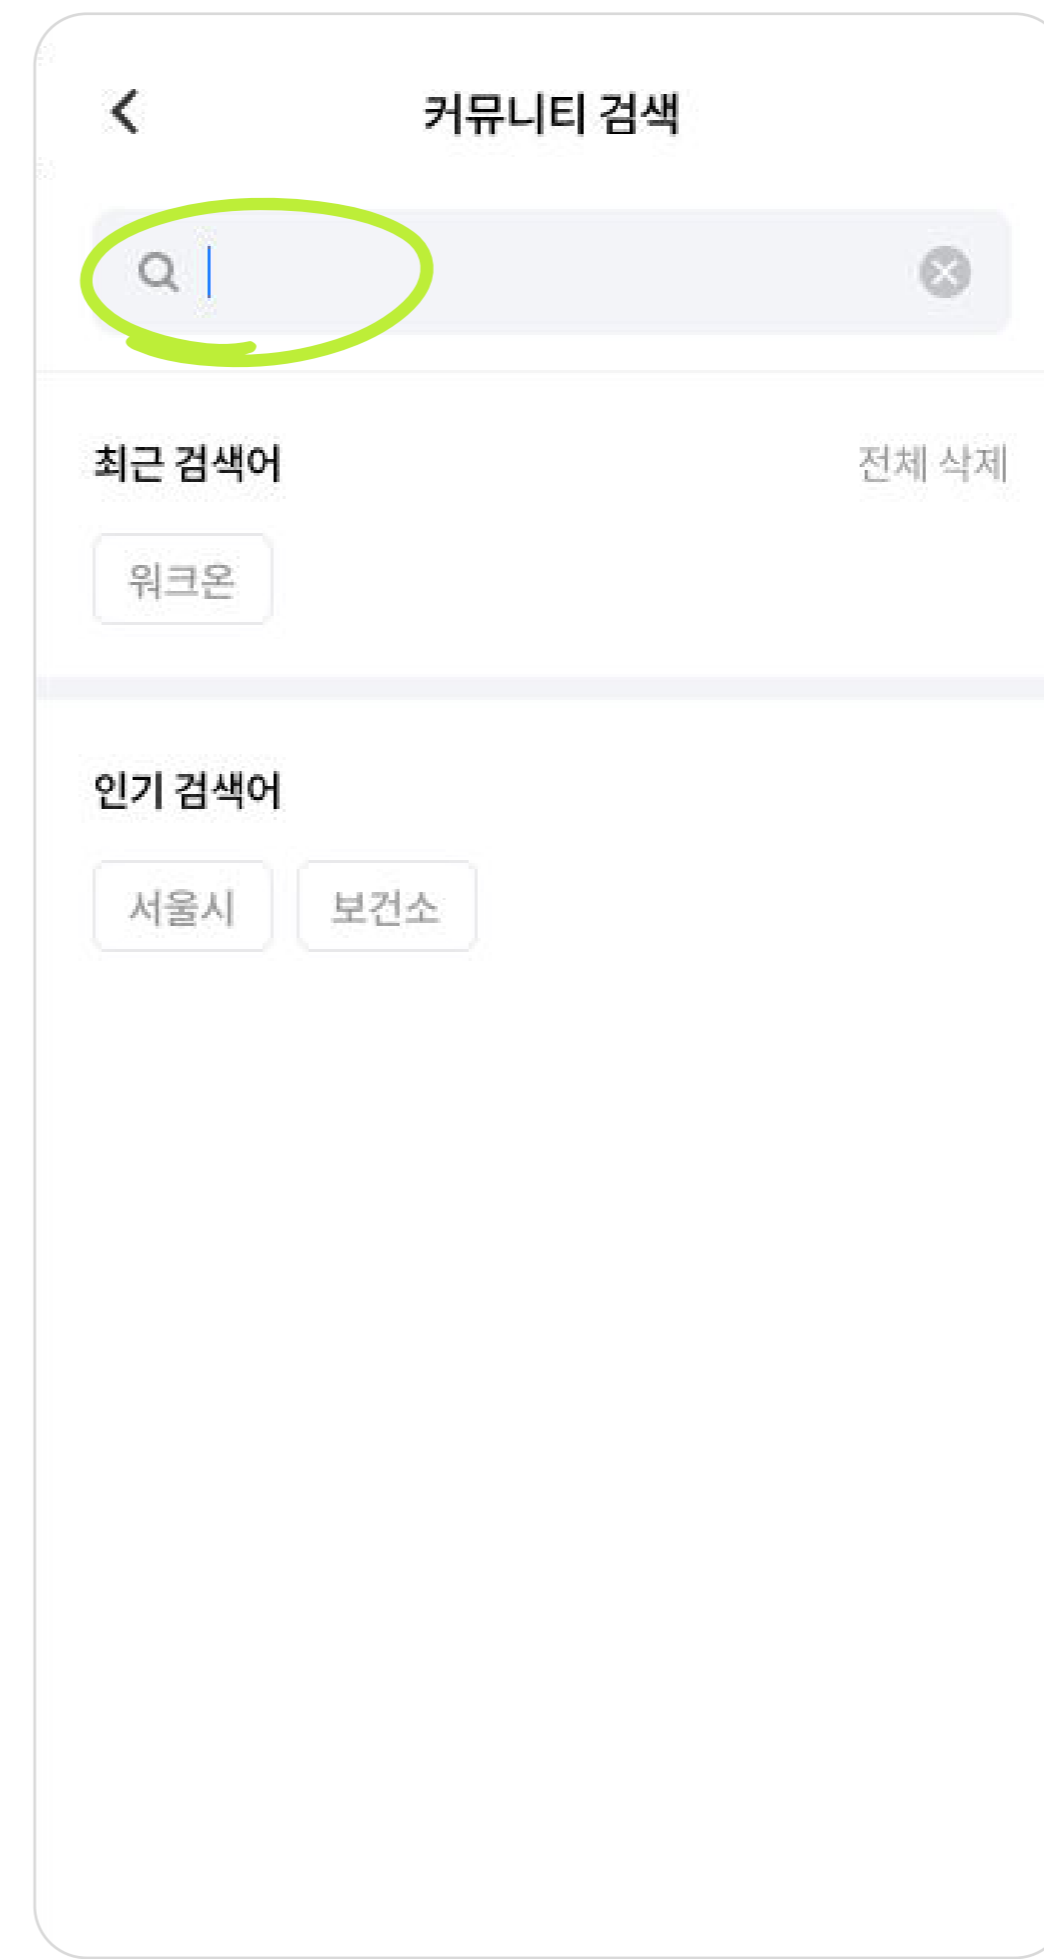 커뮤니티 검색
최근 검색어 전체 삭제
워크온
인기 검색어
서울시 보건소